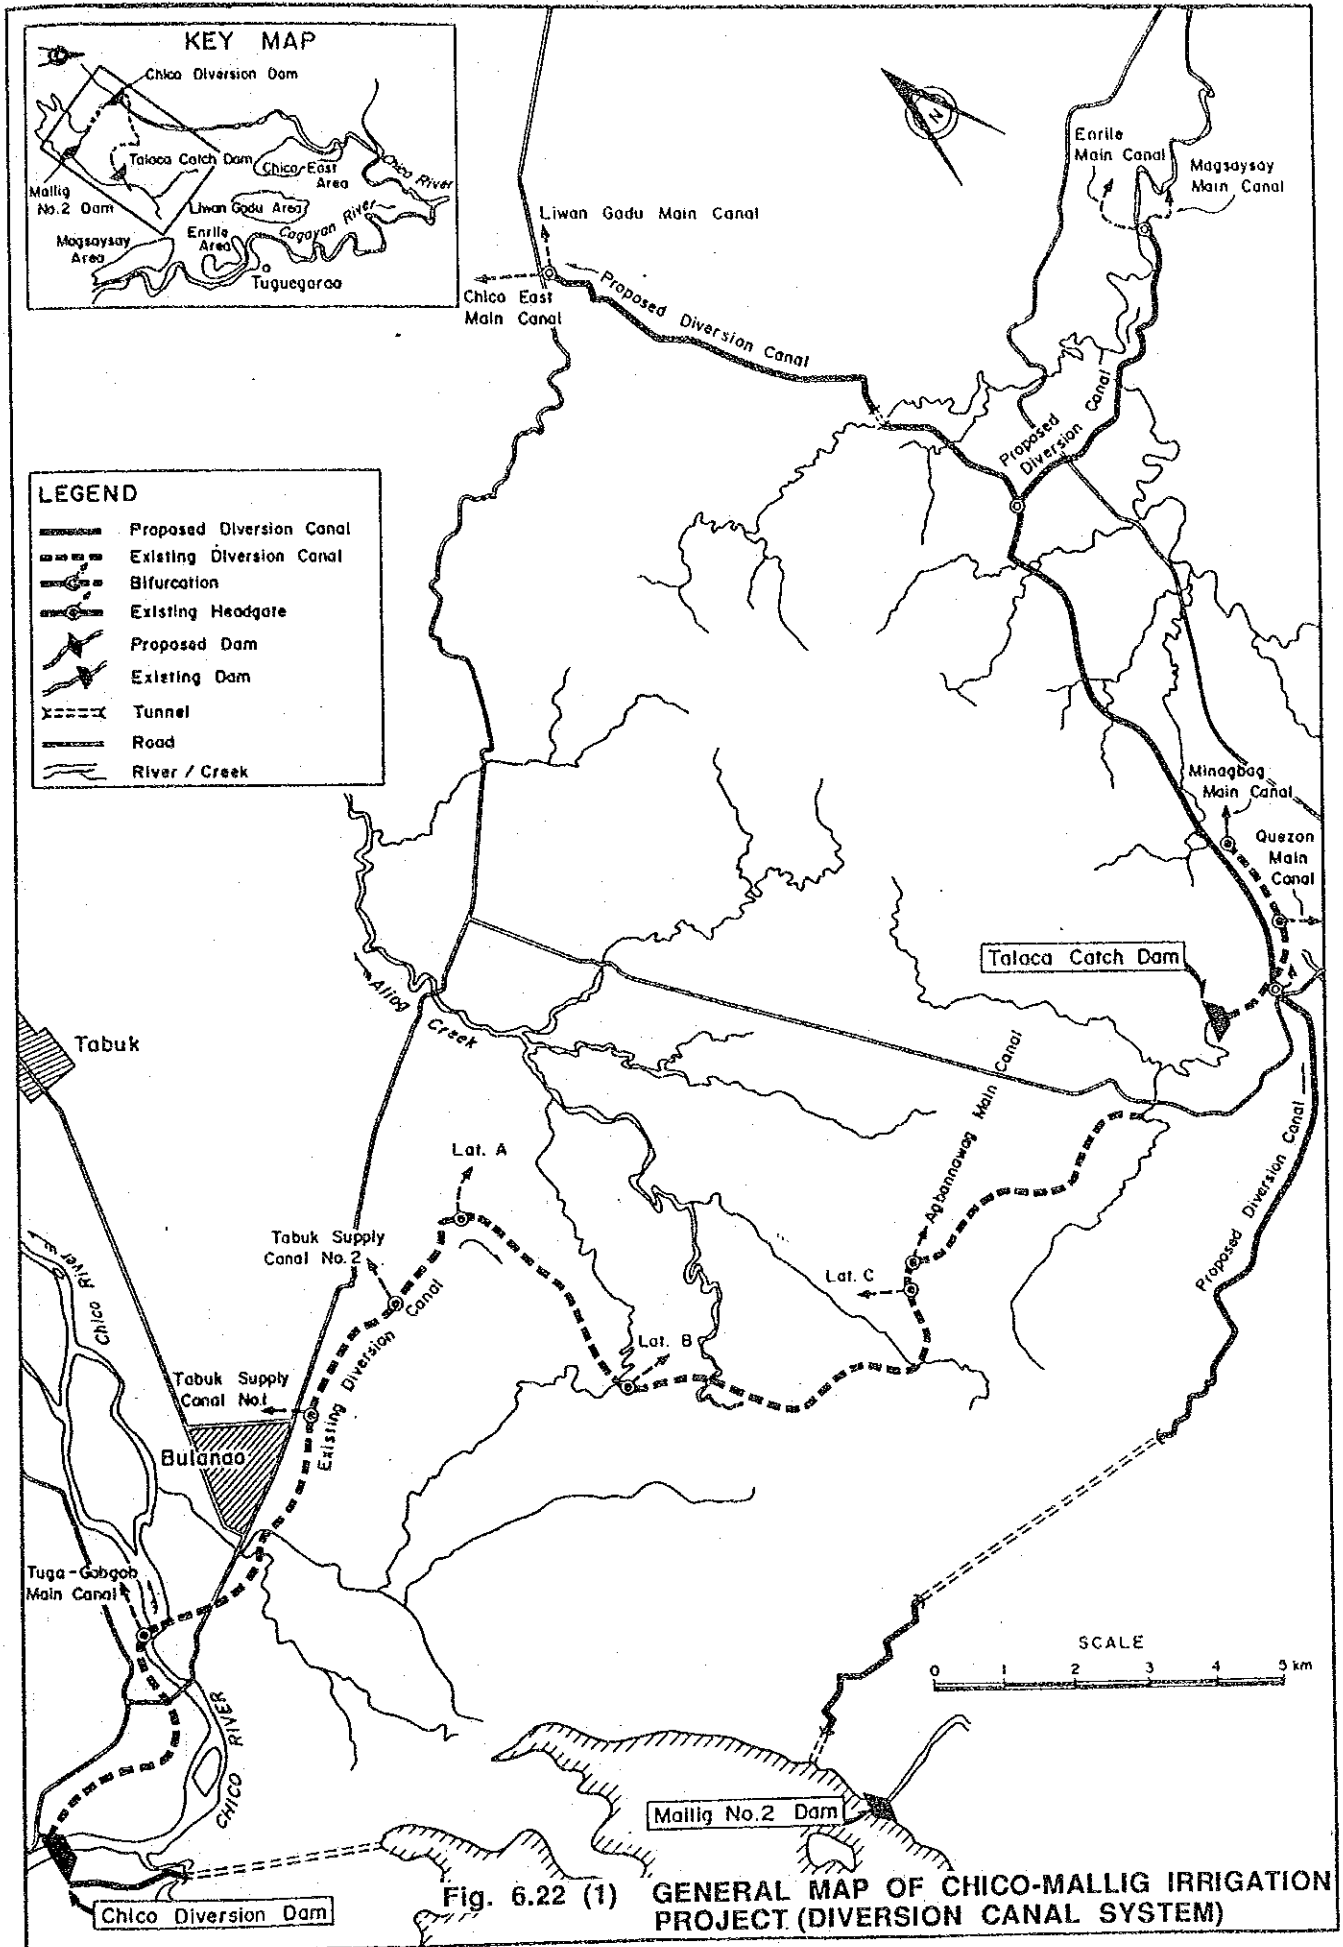 KEY MAP
Chico Diversion Dam
Talaca Catch Dam
Chico East
Area
Chico River
Mallig
No.2 Dam
Liwan Gadu Area
Enrile
Area
Cagayan River
Magsaysay
Area
Tuguegarao
N
Enrile
Main Canal
Magsaysay
Main Canal
Liwan Gadu Main Canal
Chico East
Main Canal
Proposed Diversion Canal
Proposed
Diversion Canal
LEGEND
Proposed Diversion Canal
Existing Diversion Canal
Bifurcation
Existing Headgate
Proposed Dam
Existing Dam
Tunnel
Road
River / Creek
Minagbag
Main Canal
Quezon
Main
Canal
Talaca Catch Dam
Aliog Creek
Tabuk
Agbannawag Main Canal
Proposed Diversion Canal
Lat. A
Tabuk Supply
Canal No.2
Lat. C
Chico River
Existing Diversion Canal
Lat. B
Tabuk Supply
Canal No.1
Bulanao
Tuga-Gobgob
Main Canal
SCALE
0 1 2 3 4 5 km
CHICO RIVER
Mallig No.2 Dam
Chico Diversion Dam
Fig. 6.22 (1) GENERAL MAP OF CHICO-MALLIG IRRIGATION
PROJECT (DIVERSION CANAL SYSTEM)